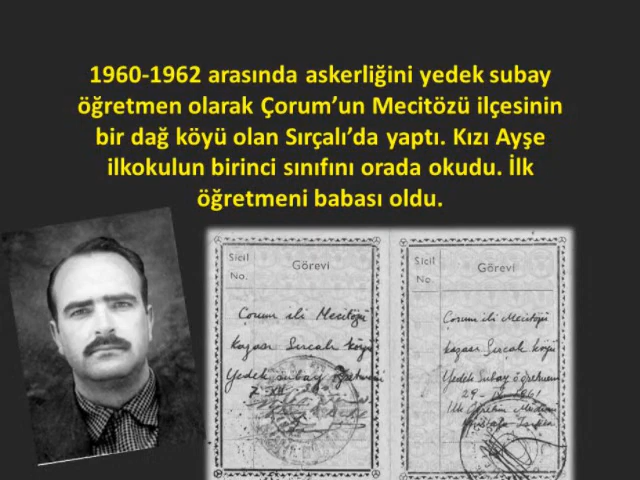 1960-1962 arasında askerliğini yedek subay
öğretmen olarak Çorum’un Mecitözü ilçesinin
bir dağ köyü olan Sırçalı’da yaptı. Kızı Ayşe
ilkokulun birinci sınıfını orada okudu. İlk
öğretmeni babası oldu.
Sicil
No.
Görevi
Çorum ili Mecitözü
kazası Sırçalı köyü
Yedek subay öğretmeni
Sicil
No.
Görevi
Çorum ili Mecitözü
kazası Sırçalı köyü
Yedek Subay öğretmeni